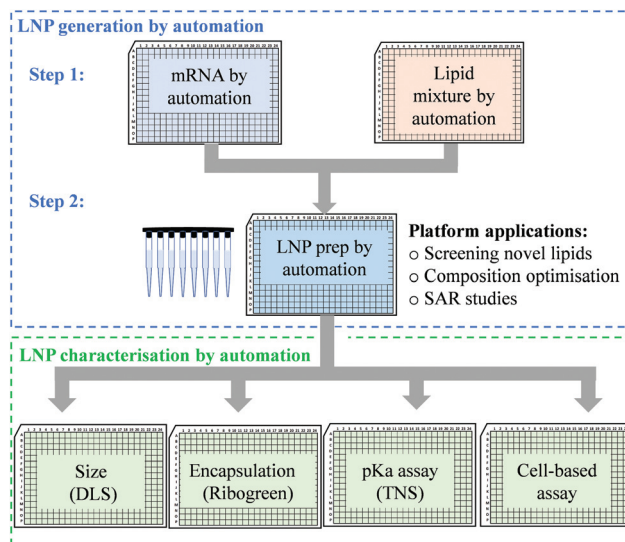 LNP generation by automation
Step 1:
mRNA by
automation
Lipid
mixture by
automation
Step 2:
LNP prep by
automation
Platform applications:
o Screening novel lipids
o Composition optimisation
o SAR studies
LNP characterisation by automation
Size
(DLS)
Encapsulation
(Ribogreen)
pKa assay
(TNS)
Cell-based
assay